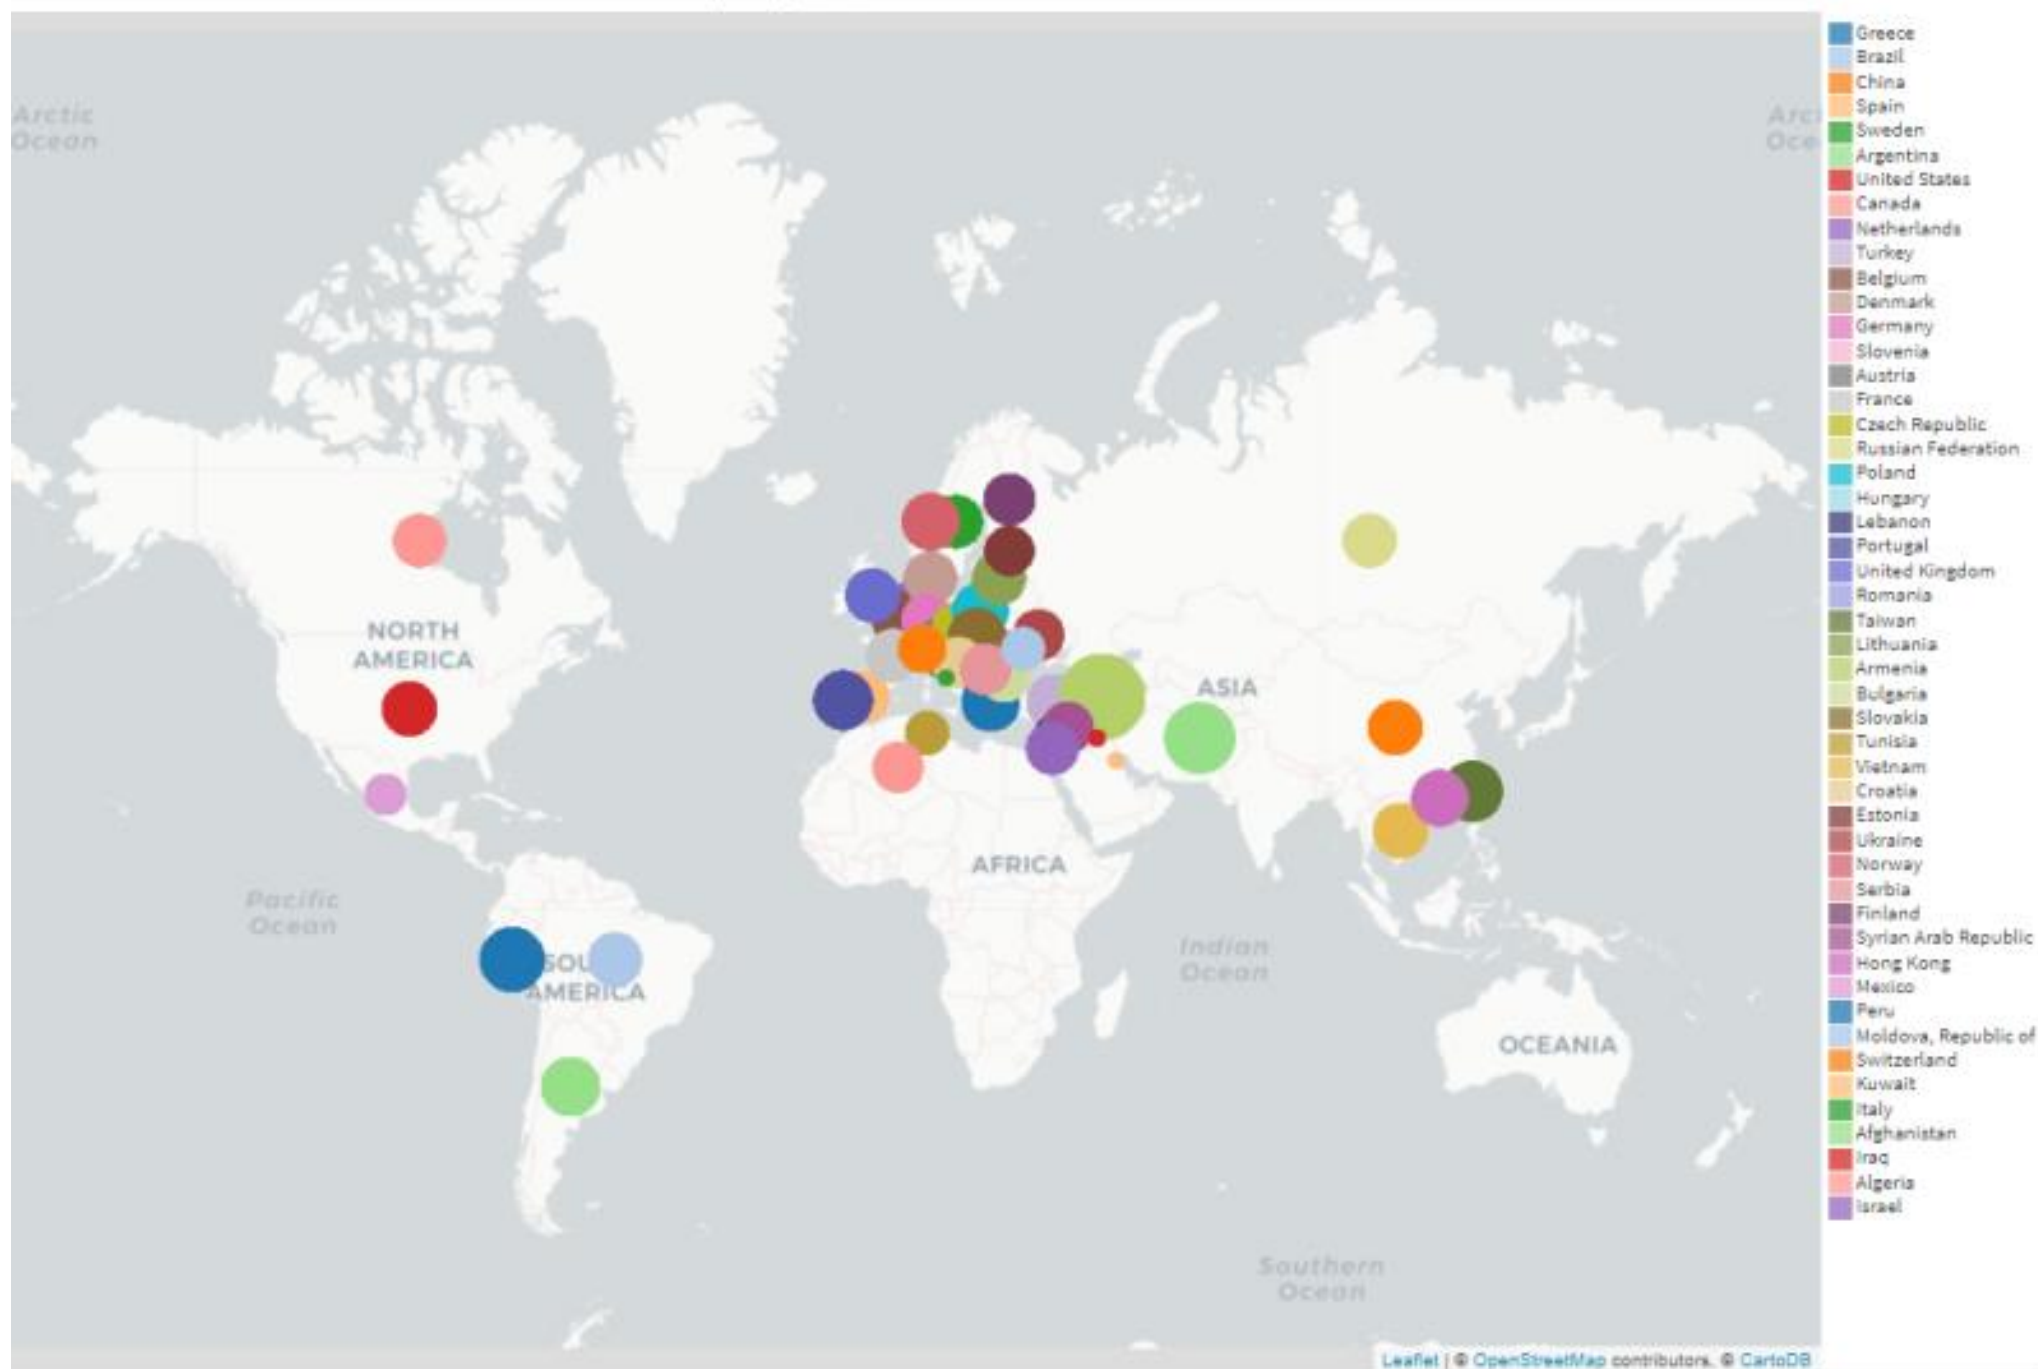 Arctic
Ocean
NORTH
AMERICA
ASIA
AFRICA
Pacific
Ocean
SOU
AMERICA
Indian
Ocean
OCEANIA
Southern
Ocean
Greece
Brazil
China
Spain
Sweden
Argentina
United States
Canada
Netherlands
Turkey
Belgium
Denmark
Germany
Slovenia
Austria
France
Czech Republic
Russian Federation
Poland
Hungary
Lebanon
Portugal
United Kingdom
Romania
Taiwan
Lithuania
Armenia
Bulgaria
Slovakia
Tunisia
Vietnam
Croatia
Estonia
Ukraine
Norway
Serbia
Finland
Syrian Arab Republic
Hong Kong
Mexico
Peru
Moldova, Republic of
Switzerland
Kuwait
Italy
Afghanistan
Iraq
Algeria
Israel
Leaflet | © OpenStreetMap contributors, © CartoDB